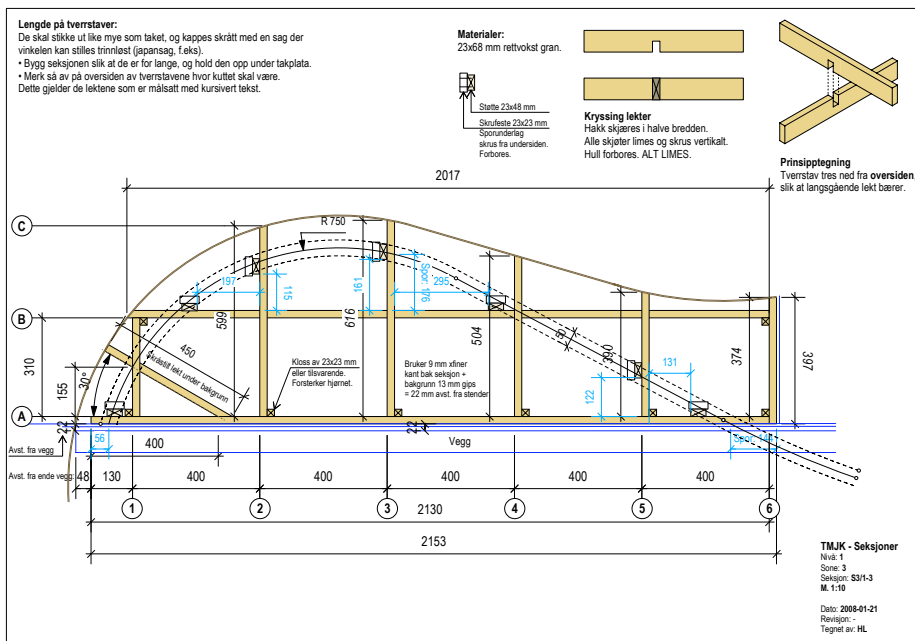 Lengde på tverrstaver:
De skal stikke ut like mye som taket, og kappes skrått med en sag der
vinkelen kan stilles trinnløst (japansag, f.eks).
• Bygg seksjonen slik at de er for lange, og hold den opp under takplata.
• Merk så av på oversiden av tverrstavene hvor kuttet skal være.
Dette gjelder de lektene som er målsatt med kursivert tekst.
Materialer:
23x68 mm rettvokst gran.
Støtte 23x48 mm
Skrufeste 23x23 mm
Sporunderlag
skrus fra undersiden.
Forbores.
Kryssing lekter
Hakk skjæres i halve bredden.
Alle skjøter limes og skrus vertikalt.
Hull forbores. ALT LIMES.
Prinsipptegning
Tverrstav tres ned fra oversiden,
slik at langsgående lekt bærer.
2017
C
R 750
197
115
599
161
616
Spor: 176
295
504
50
390
131
122
374
397
B
310
155
30°
450
Skråstilt lekt under bakgrunn
Kloss av 23x23 mm
eller tilsvarende.
Forsterker hjørnet.
Bruker 9 mm xfiner
kant bak seksjon +
bakgrunn 13 mm gips
= 22 mm avst. fra stender
A
22
56
22
Avst. fra vegg
400
Vegg
Avst. fra ende vegg:
48
130
400
400
400
400
400
1
2
3
4
5
6
2130
2153
TMJK - Seksjoner
Nivå: 1
Sone: 3
Seksjon: S3/1-3
M. 1:10
Dato: 2008-01-21
Revisjon: -
Tegnet av: HL